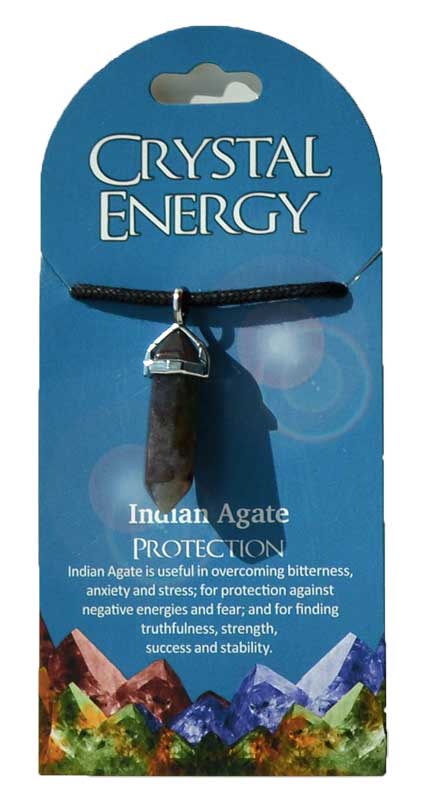 CRYSTAL
ENERGY
Indian Agate
PROTECTION
Indian Agate is useful in overcoming bitterness,
anxiety and stress; for protection against
negative energies and fear; and for finding
truthfulness, strength,
success and stability.